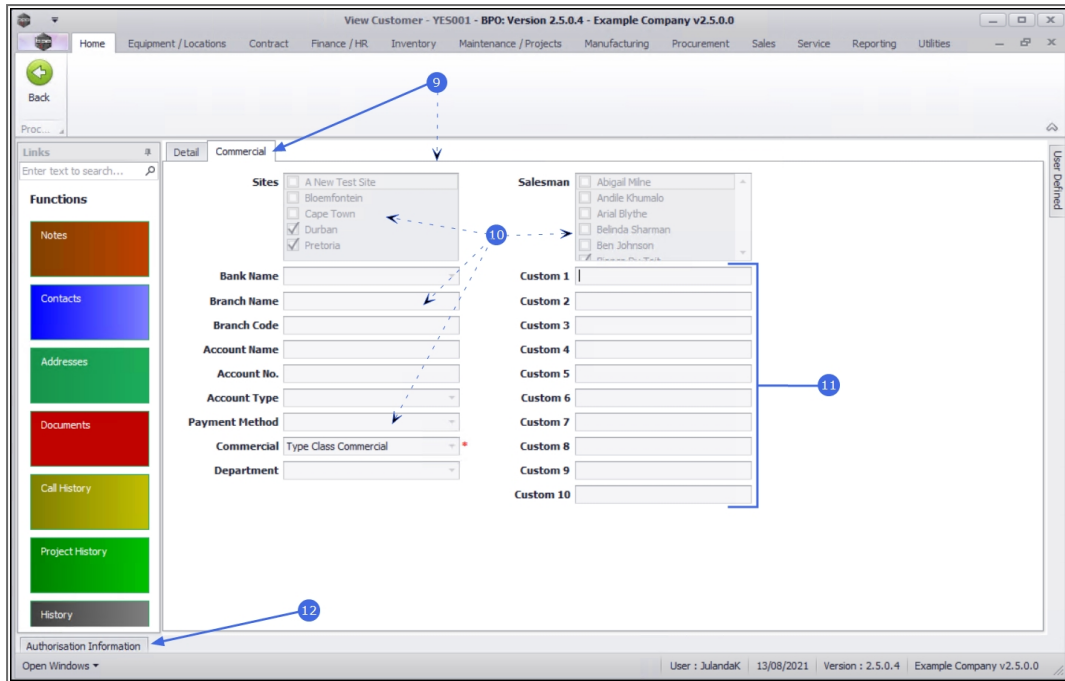 View Customer - YES001 - BPO: Version 2.5.0.4 - Example Company v2.5.0.0
Home Equipment / Locations Contract Finance / HR Inventory Maintenance / Projects Manufacturing Procurement Sales Service Reporting Utilities
Back
Proc...
9
Links
Enter text to search...
Functions
Notes
Contacts
Addresses
Documents
Call History
Project History
History
Detail Commercial
Sites
A New Test Site
Bloemfontein
Cape Town
Durban
Pretoria
Salesman
Abigail Milne
Andile Khumalo
Arial Blythe
Belinda Sharman
Ben Johnson
Bianca Du Toit
10
Bank Name
Branch Name
Branch Code
Account Name
Account No.
Account Type
Payment Method
Commercial Type Class Commercial *
Department
Custom 1
Custom 2
Custom 3
Custom 4
Custom 5
Custom 6
Custom 7
Custom 8
Custom 9
Custom 10
11
User Defined
12
Authorisation Information
Open Windows
User : JulandaK 13/08/2021 Version : 2.5.0.4 Example Company v2.5.0.0